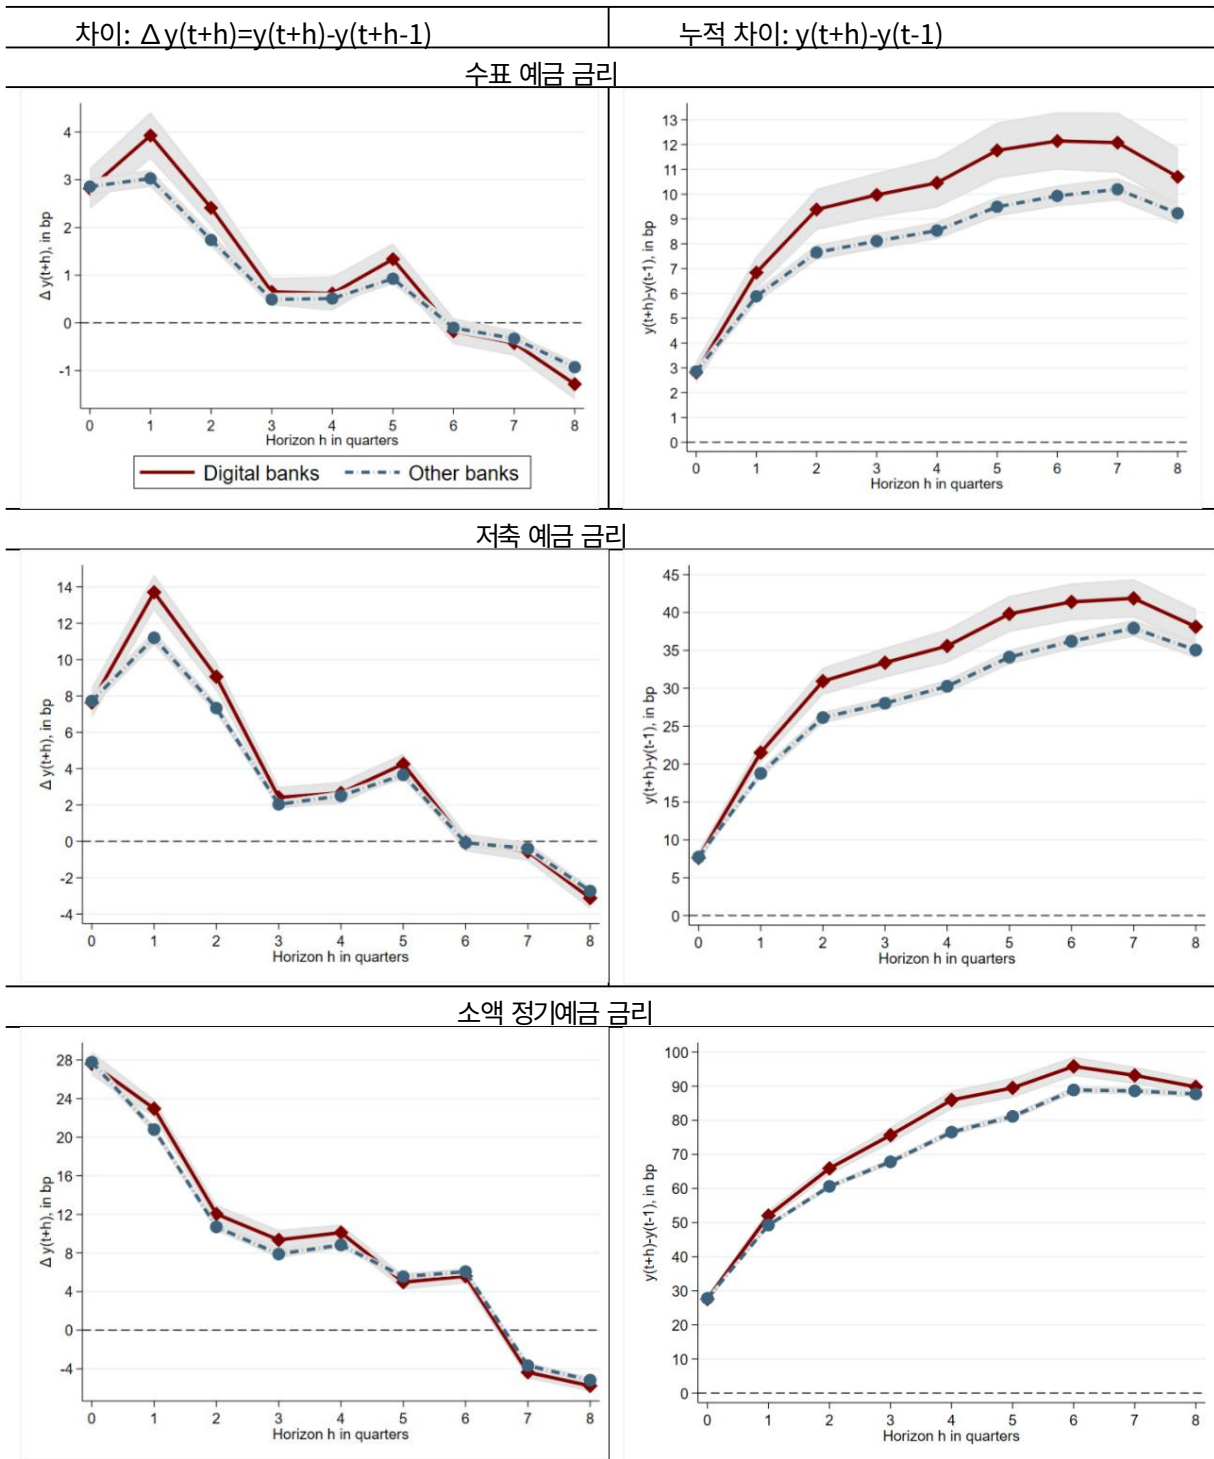 차이: Δy(t+h)=y(t+h)-y(t+h-1)
누적 차이: y(t+h)-y(t-1)
수표 예금 금리
4
3
2
1
0
-1
Δ y(t+h), in bp
0 1 2 3 4 5 6 7 8
Horizon h in quarters
Digital banks Other banks
13
12
11
10
9
8
7
6
5
4
3
2
1
0
y(t+h)-y(t-1), in bp
0 1 2 3 4 5 6 7 8
Horizon h in quarters
저축 예금 금리
14
12
10
8
6
4
2
0
-2
-4
Δ y(t+h), in bp
0 1 2 3 4 5 6 7 8
Horizon h in quarters
45
40
35
30
25
20
15
10
5
0
y(t+h)-y(t-1), in bp
0 1 2 3 4 5 6 7 8
Horizon h in quarters
소액 정기예금 금리
28
24
20
16
12
8
4
0
-4
Δ y(t+h), in bp
0 1 2 3 4 5 6 7 8
Horizon h in quarters
100
90
80
70
60
50
40
30
20
10
0
y(t+h)-y(t-1), in bp
0 1 2 3 4 5 6 7 8
Horizon h in quarters